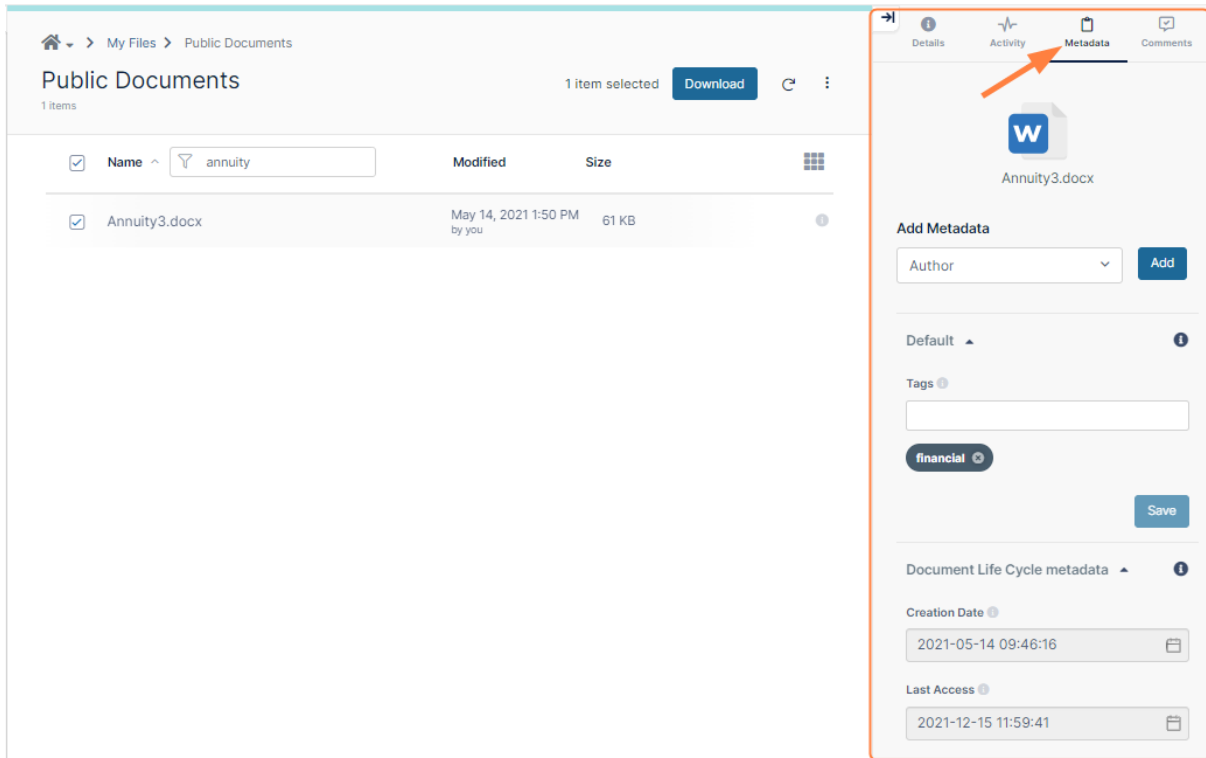 My Files > Public Documents
Public Documents
1 items
1 item selected
Download
Name
annuity
Modified
Size
Annuity3.docx
May 14, 2021 1:50 PM
by you
61 KB
Details
Activity
Metadata
Comments
W
Annuity3.docx
Add Metadata
Author
Add
Default
Tags
financial
Save
Document Life Cycle metadata
Creation Date
2021-05-14 09:46:16
Last Access
2021-12-15 11:59:41